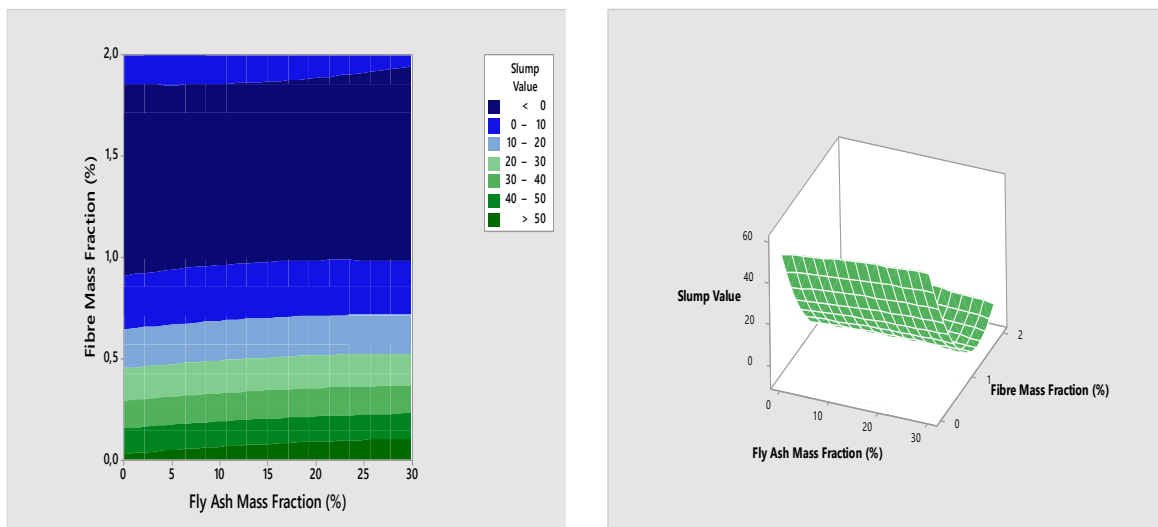 2,0
1,5
1,0
0,5
0,0
Fibre Mass Fraction (%)
0 5 10 15 20 25 30
Fly Ash Mass Fraction (%)
Slump
Value
< 0
0 – 10
10 – 20
20 – 30
30 – 40
40 – 50
> 50
60
40
20
0
Slump Value
0 10 20 30
Fly Ash Mass Fraction (%)
0
1
2
Fibre Mass Fraction (%)